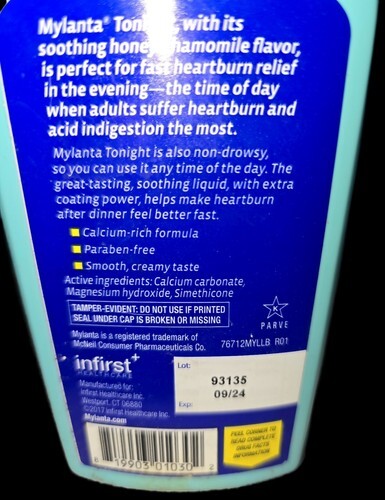 Mylanta® Tonight, with its
soothing honey chamomile flavor,
is perfect for fast heartburn relief
in the evening—the time of day
when adults suffer heartburn and
acid indigestion the most.
Mylanta Tonight is also non-drowsy,
so you can use it any time of the day. The
great-tasting, soothing liquid, with extra
coating power, helps make heartburn
after dinner feel better fast.
Calcium-rich formula
Paraben-free
Smooth, creamy taste
Active ingredients: Calcium carbonate,
Magnesium hydroxide, Simethicone
TAMPER-EVIDENT: DO NOT USE IF PRINTED
SEAL UNDER CAP IS BROKEN OR MISSING
K
PARVE
Mylanta is a registered trademark of
McNeil Consumer Pharmaceuticals Co.
76712MYLLB R01
infirst+
HEALTHCARE
Manufactured for:
infirst Healthcare Inc.
Westport, CT 06880
©2017 infirst Healthcare Inc.
Mylanta.com
Lot:
93135
09/24
Exp:
PEEL CORNER TO
READ COMPLETE
DRUG FACTS
INFORMATION
19903 01030 2